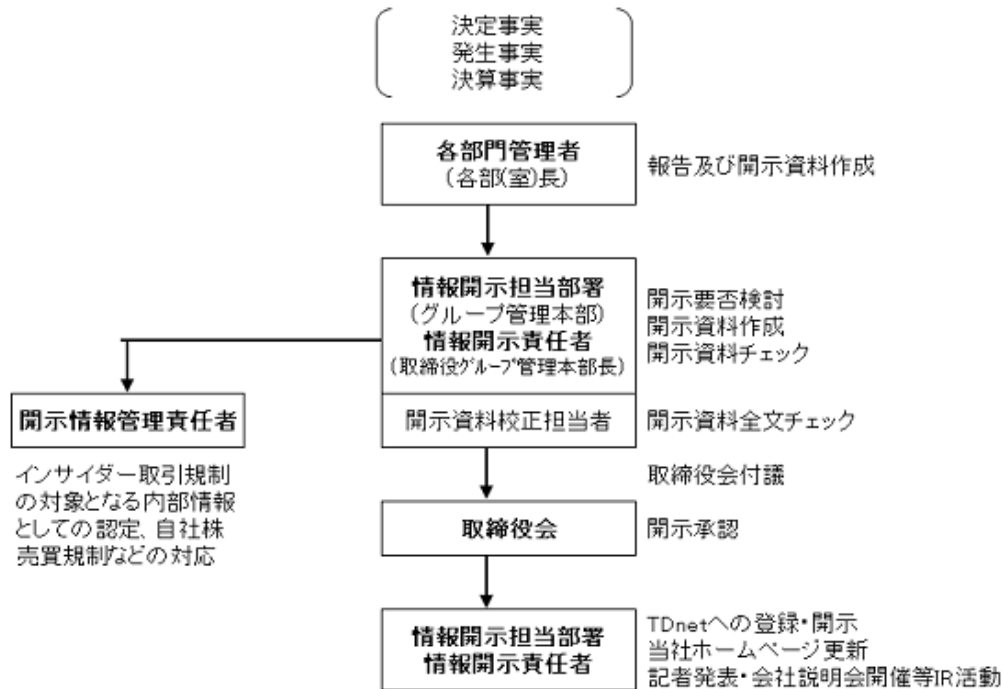 決定事実
発生事実
決算事実
各部門管理者
(各部(室)長)
報告及び開示資料作成
情報開示担当部署
(グループ管理本部)
情報開示責任者
(取締役ｸﾞﾙｰﾌﾟ管理本部長)
開示要否検討
開示資料作成
開示資料チェック
開示情報管理責任者
開示資料校正担当者
開示資料全文チェック
インサイダー取引規制
の対象となる内部情報
としての認定、自社株
売買規制などの対応
取締役会付議
取締役会
開示承認
情報開示担当部署
情報開示責任者
TDnetへの登録・開示
当社ホームページ更新
記者発表・会社説明会開催等IR活動